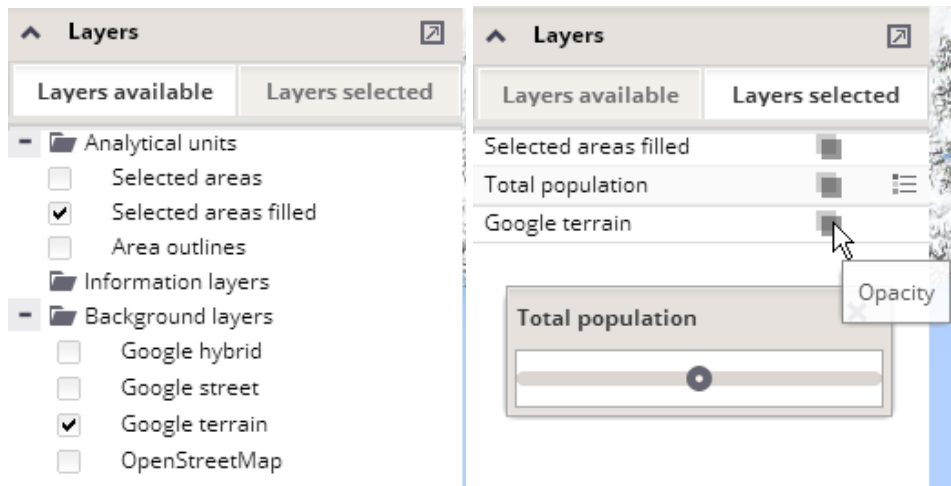 Layers
Layers available
Layers selected
Analytical units
Selected areas
Selected areas filled
Area outlines
Information layers
Background layers
Google hybrid
Google street
Google terrain
OpenStreetMap
Layers
Layers available
Layers selected
Selected areas filled
Total population
Google terrain
Opacity
Total population